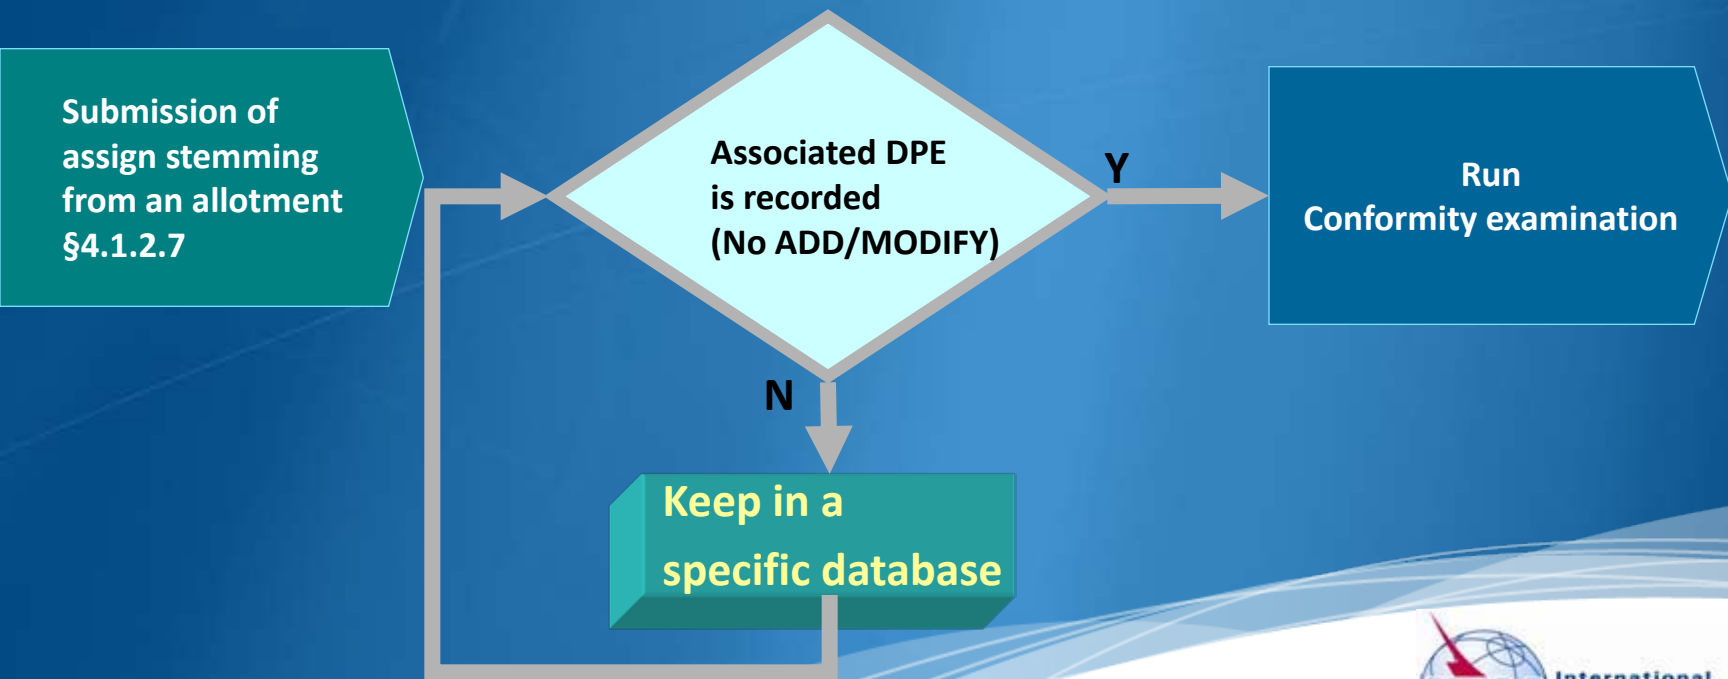 Submission of
assign stemming
from an allotment
§4.1.2.7
Associated DPE
is recorded
(No ADD/MODIFY)
Y
Run
Conformity examination
N
Keep in a
specific database
International